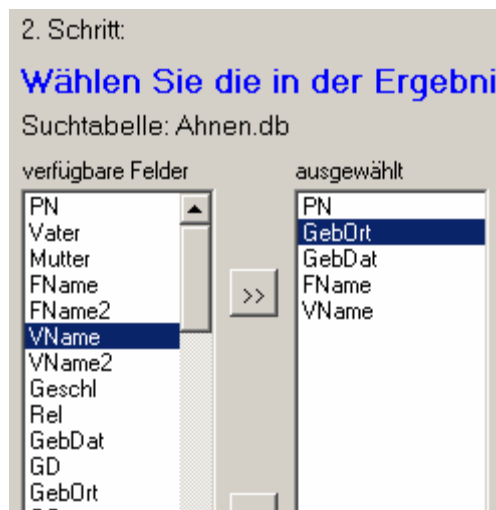 2. Schritt:
Wählen Sie die in der Ergebni
Suchtabelle: Ahnen.db
verfügbare Felder
PN
Vater
Mutter
FName
FName2
VName
VName2
Geschl
Rel
GebDat
GD
GebOrt
>>
ausgewählt
PN
GebOrt
GebDat
FName
VName